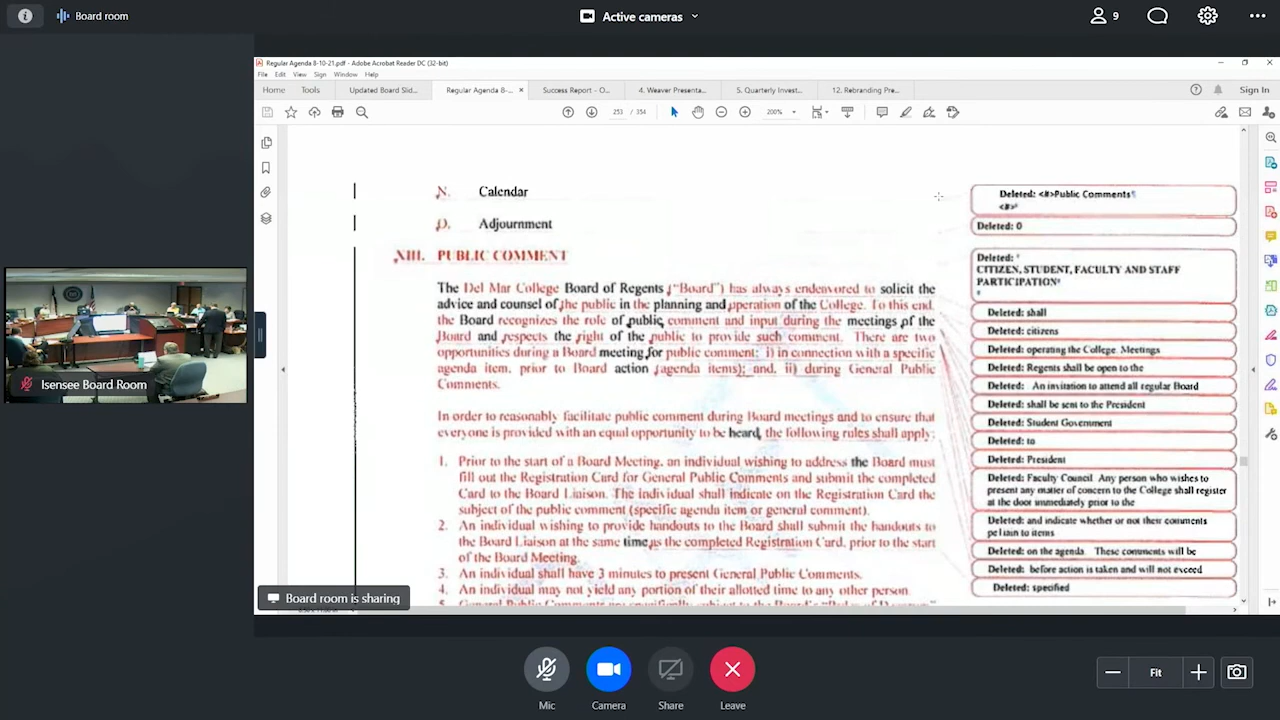 Board room
Active cameras
9
Regular Agenda 8-10-21.pdf - Adobe Acrobat Reader DC (32-bit)
File Edit View Sign Window Help
Home Tools Updated Board Slid... Regular Agenda 8-... × Success Report - O... 4. Weaver Presenta... 5. Quarterly Invest... 12. Rebranding Pre... Sign In
253 / 354 200%
N. Calendar
O. Adjournment
XIII. PUBLIC COMMENT
The Del Mar College Board of Regents ("Board") has always endeavored to solicit the
advice and counsel of the public in the planning and operation of the College. To this end,
the Board recognizes the role of public comment and input during the meetings of the
Board and respects the right of the public to provide such comment. There are two
opportunities during a Board meeting for public comment: i) in connection with a specific
agenda item, prior to Board action (agenda items); and, ii) during General Public
Comments.
In order to reasonably facilitate public comment during Board meetings and to ensure that
everyone is provided with an equal opportunity to be heard, the following rules shall apply:
1. Prior to the start of a Board Meeting, an individual wishing to address the Board must
fill out the Registration Card for General Public Comments and submit the completed
Card to the Board Liaison. The individual shall indicate on the Registration Card the
subject of the public comment (specific agenda item or general comment).
2. An individual wishing to provide handouts to the Board shall submit the handouts to
the Board Liaison at the same time as the completed Registration Card, prior to the start
of the Board Meeting.
3. An individual shall have 3 minutes to present General Public Comments.
4. An individual may not yield any portion of their allotted time to any other person.
Deleted: <#>Public Comments¶
<#>
Deleted: 0
Deleted: ¶
CITIZEN, STUDENT, FACULTY AND STAFF
PARTICIPATION¶
¶
Deleted: shall
Deleted: citizens
Deleted: operating the College. Meetings
Deleted: Regents shall be open to the
Deleted: An invitation to attend all regular Board
Deleted: shall be sent to the President
Deleted: Student Government
Deleted: to
Deleted: President
Deleted: Faculty Council. Any person who wishes to
present any matter of concern to the College shall register
at the door immediately prior to the
Deleted: and indicate whether or not their comments
pertain to items
Deleted: on the agenda. These comments will be
Deleted: before action is taken and will not exceed
Deleted: specified
Isensee Board Room
Board room is sharing
Mic Camera Share Leave
Fit